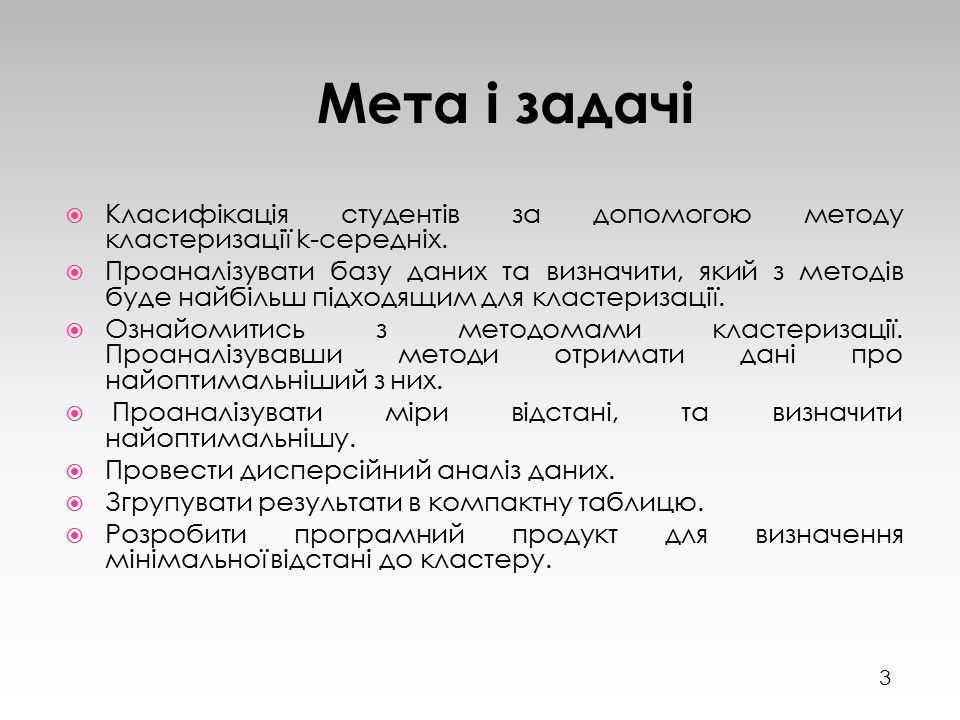 Мета і задачі
Класифікація студентів за допомогою методу
кластеризації k-середніх.
Проаналізувати базу даних та визначити, який з методів
буде найбільш підходящим для кластеризації.
Ознайомитись з методомами кластеризації.
Проаналізувавши методи отримати дані про
найоптимальніший з них.
Проаналізувати міри відстані, та визначити
найоптимальнішу.
Провести дисперсійний аналіз даних.
Згрупувати результати в компактну таблицю.
Розробити програмний продукт для визначення
мінімальної відстані до кластеру.
3